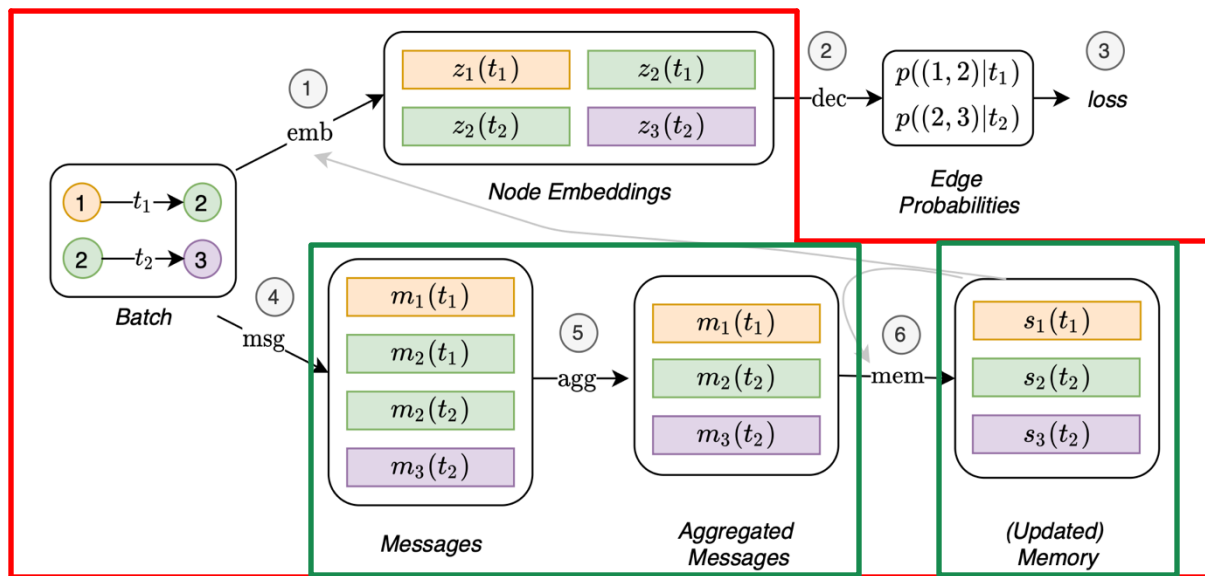 1
emb
z₁(t₁)
z₂(t₁)
z₂(t₂)
z₃(t₂)
Node Embeddings
2
dec
p((1, 2)|t₁)
p((2, 3)|t₂)
Edge
Probabilities
3
loss
1 t₁ 2
2 t₂ 3
Batch
4
msg
m₁(t₁)
m₂(t₁)
m₂(t₂)
m₃(t₂)
Messages
5
agg
m₁(t₁)
m₂(t₂)
m₃(t₂)
Aggregated
Messages
6
mem
s₁(t₁)
s₂(t₂)
s₃(t₂)
(Updated)
Memory